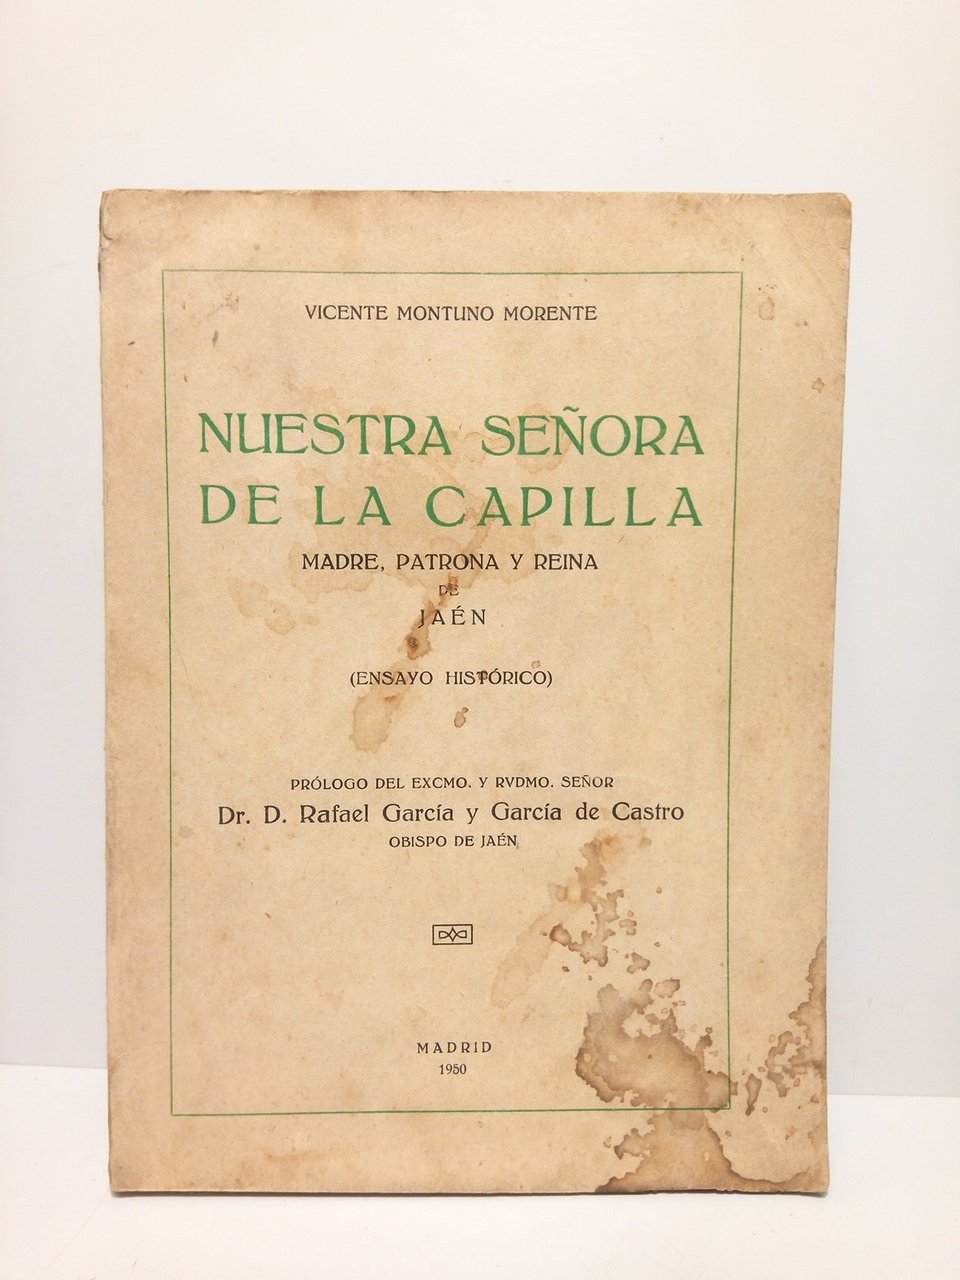 VICENTE MONTUNO MORENTE
NUESTRA SEÑORA
DE LA CAPILLA
MADRE, PATRONA Y REINA
DE
JAÉN
(ENSAYO HISTÓRICO)
PRÓLOGO DEL EXCMO. Y RVDMO. SEÑOR
Dr. D. Rafael García y García de Castro
OBISPO DE JAÉN
MADRID
1950